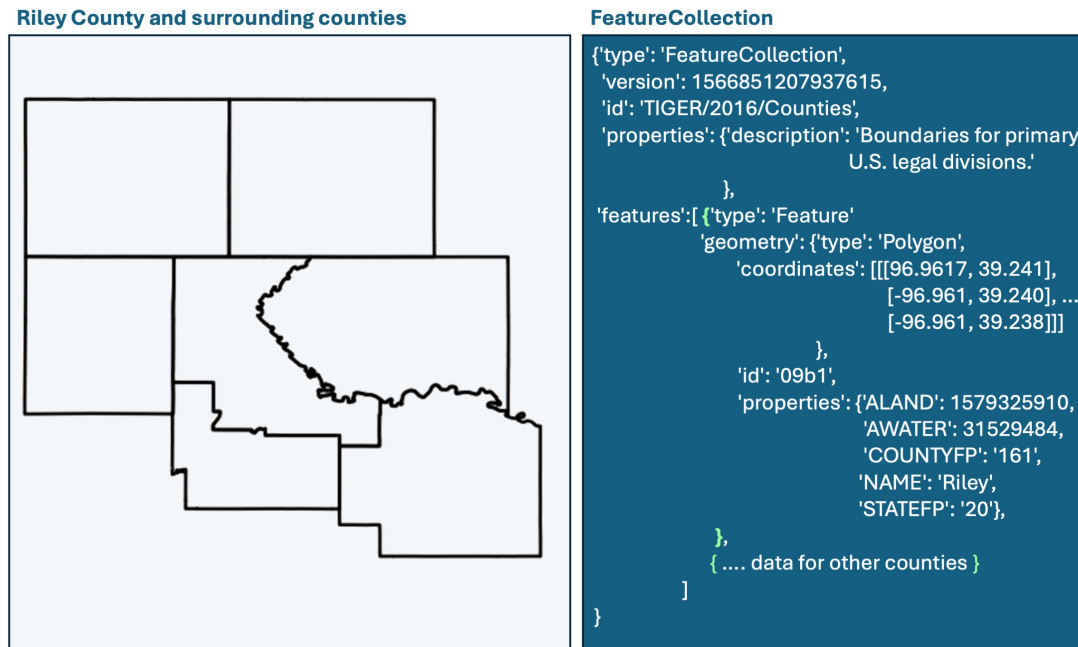 Riley County and surrounding counties
FeatureCollection
{'type': 'FeatureCollection',
'version': 1566851207937615,
'id': 'TIGER/2016/Counties',
'properties': {'description': 'Boundaries for primary
U.S. legal divisions.'
},
'features':[ {'type': 'Feature'
'geometry': {'type': 'Polygon',
'coordinates': [[[96.9617, 39.241],
[-96.961, 39.240], ...
[-96.961, 39.238]]]
},
'id': '09b1',
'properties': {'ALAND': 1579325910,
'AWATER': 31529484,
'COUNTYFP': '161',
'NAME': 'Riley',
'STATEFP': '20'},
},
{ .... data for other counties }
]
}